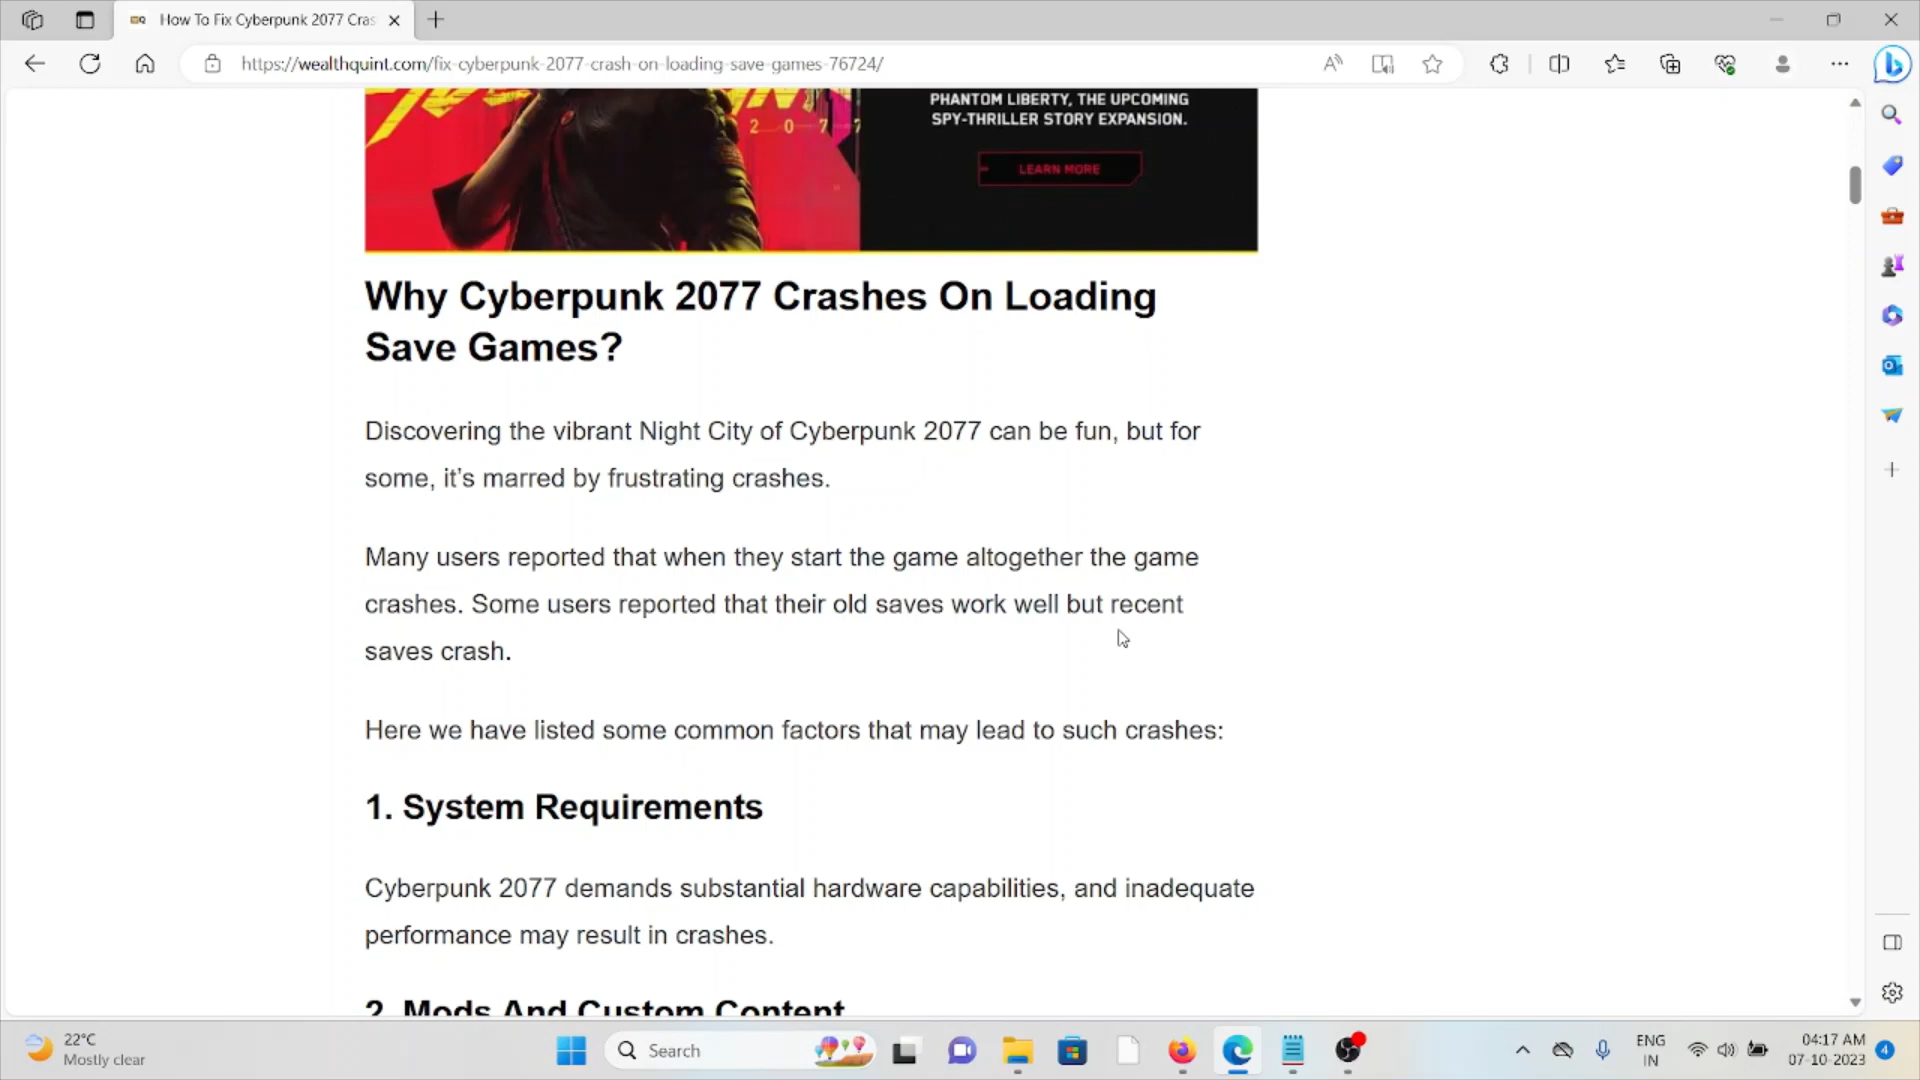 How To Fix Cyberpunk 2077 Cras
https://wealthquint.com/fix-cyberpunk-2077-crash-on-loading-save-games-76724/
2 0 7 7
PHANTOM LIBERTY, THE UPCOMING
SPY-THRILLER STORY EXPANSION.
LEARN MORE
Why Cyberpunk 2077 Crashes On Loading
Save Games?
Discovering the vibrant Night City of Cyberpunk 2077 can be fun, but for
some, it's marred by frustrating crashes.
Many users reported that when they start the game altogether the game
crashes. Some users reported that their old saves work well but recent
saves crash.
Here we have listed some common factors that may lead to such crashes:
1. System Requirements
Cyberpunk 2077 demands substantial hardware capabilities, and inadequate
performance may result in crashes.
2. Mods And Custom Content
22°C
Mostly clear
Search
ENG
IN
04:17 AM
07-10-2023
4